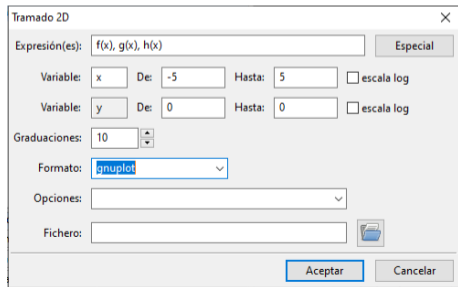 Tramado 2D
Expresión(es): f(x), g(x), h(x) Especial
Variable: x De: -5 Hasta: 5 escala log
Variable: y De: 0 Hasta: 0 escala log
Graduaciones: 10
Formato: gnuplot
Opciones:
Fichero:
Aceptar Cancelar